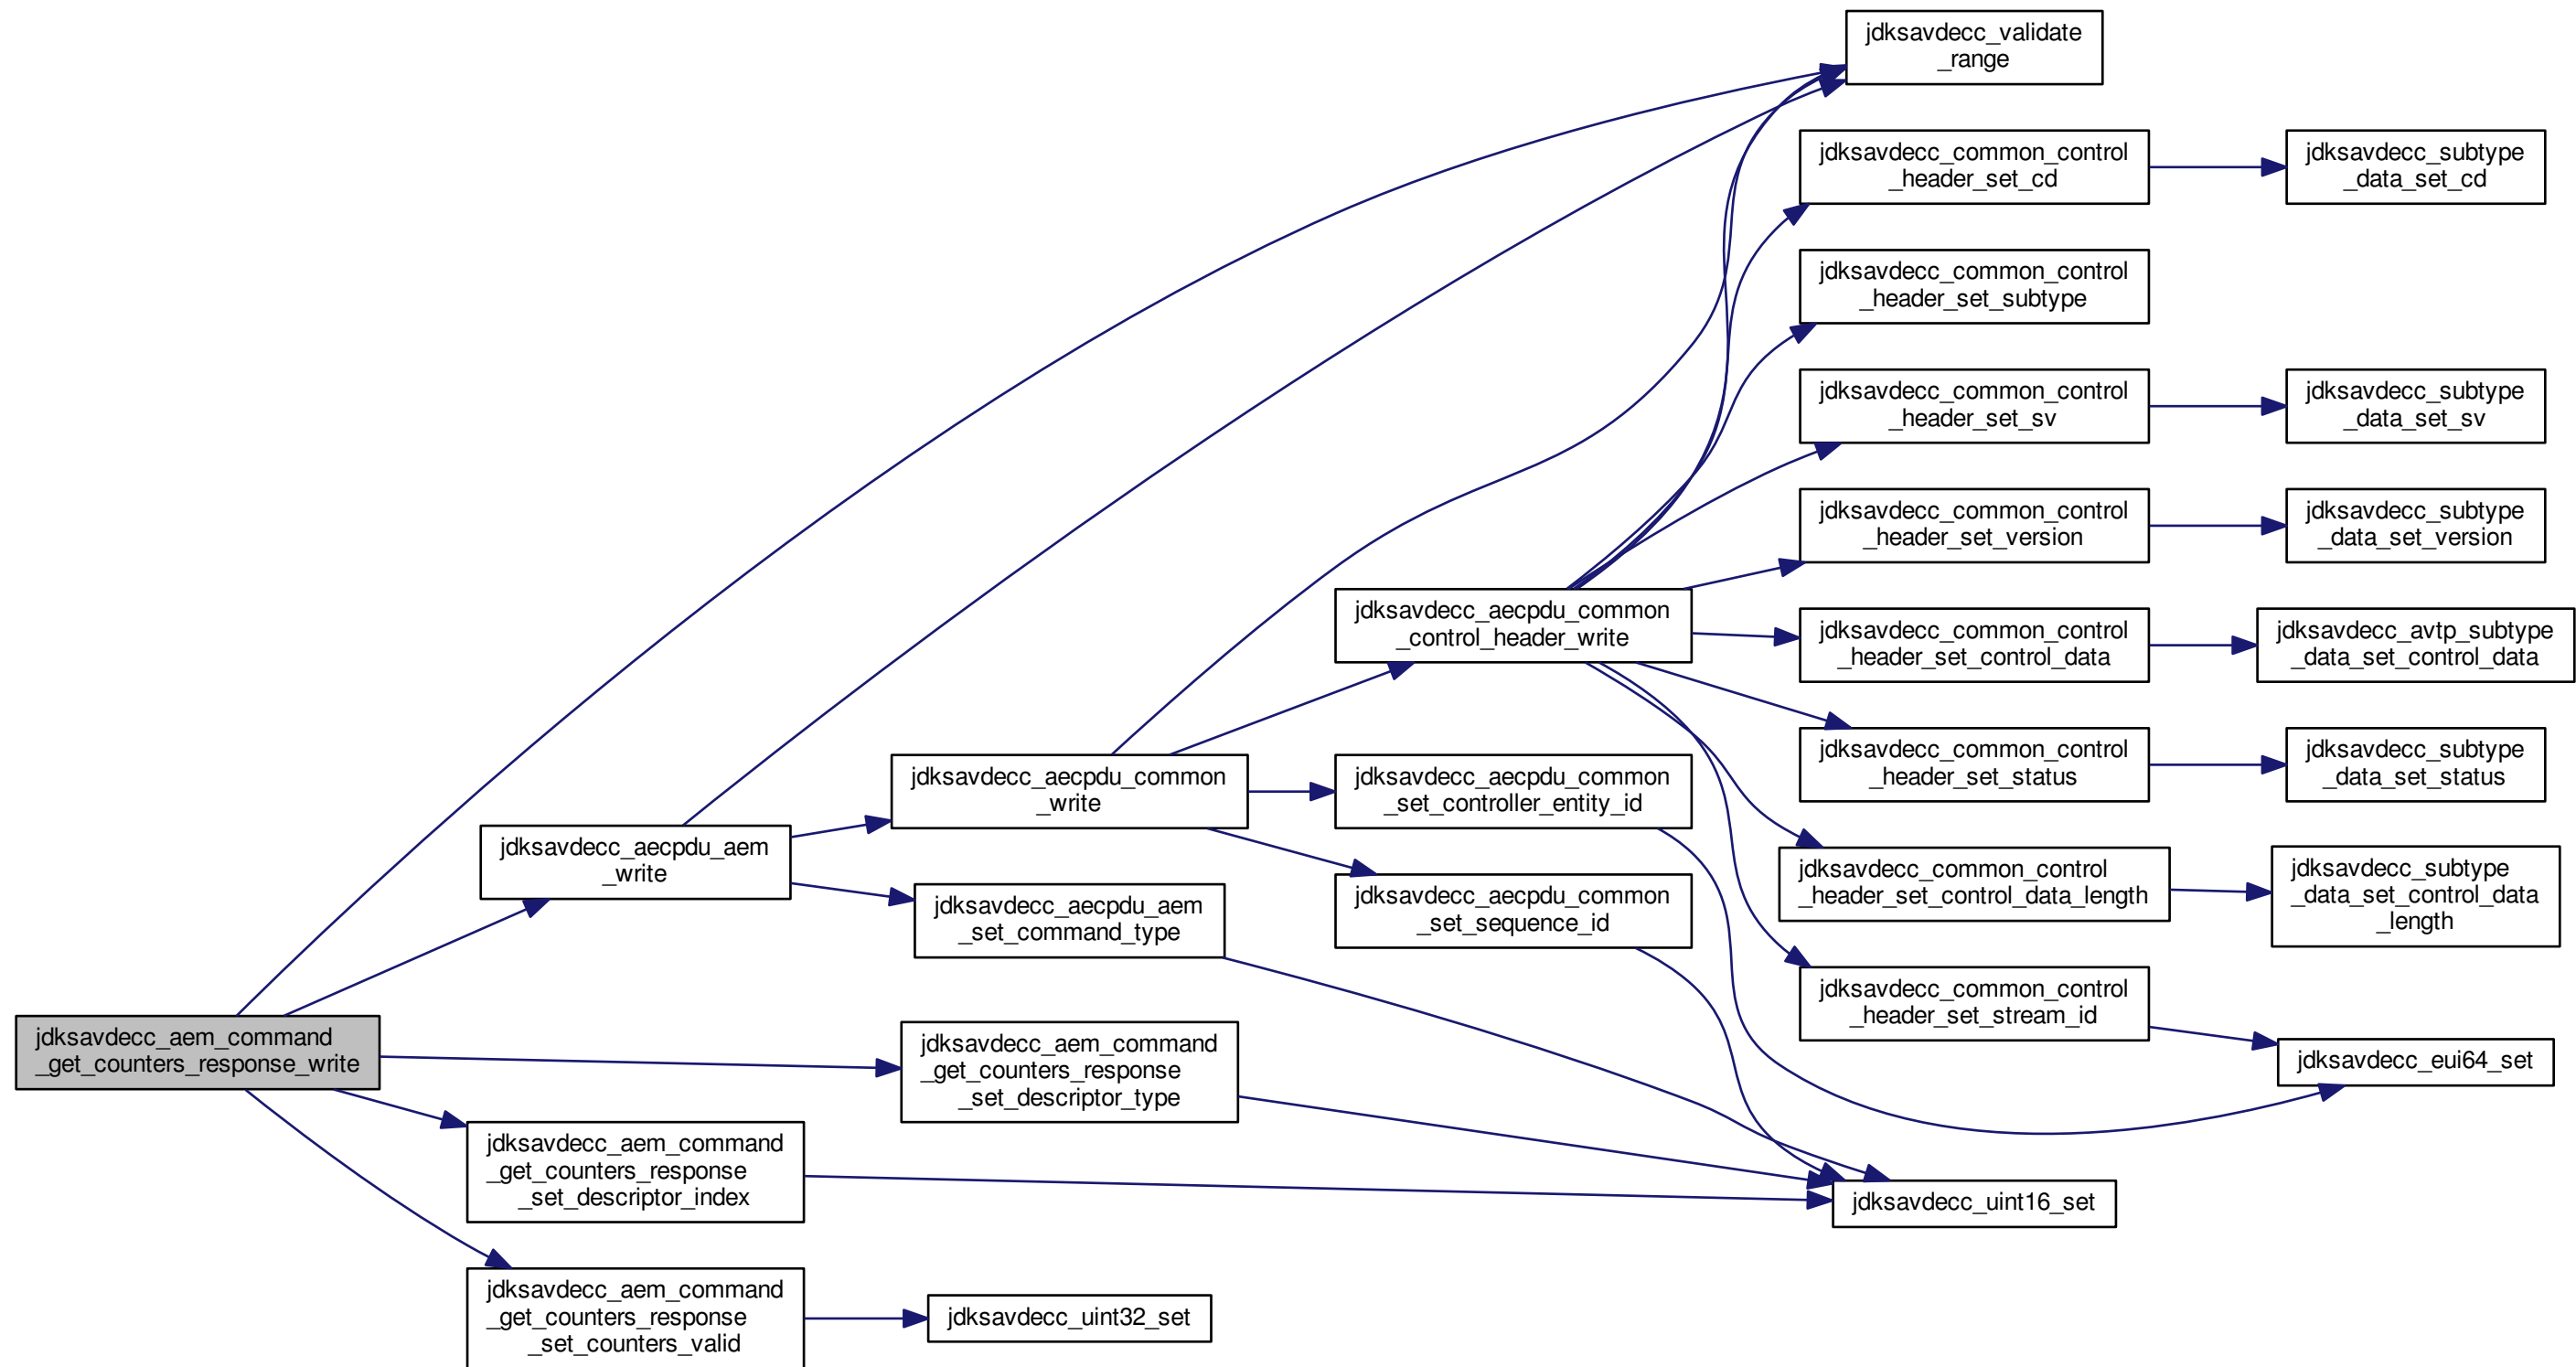 jdksavdecc_aem_command
_get_counters_response_write
jdksavdecc_aecpdu_aem
_write
jdksavdecc_aem_command
_get_counters_response
_set_descriptor_index
jdksavdecc_aem_command
_get_counters_response
_set_counters_valid
jdksavdecc_aecpdu_common
_write
jdksavdecc_aecpdu_aem
_set_command_type
jdksavdecc_aem_command
_get_counters_response
_set_descriptor_type
jdksavdecc_uint32_set
jdksavdecc_aecpdu_common
_control_header_write
jdksavdecc_aecpdu_common
_set_controller_entity_id
jdksavdecc_aecpdu_common
_set_sequence_id
jdksavdecc_validate
_range
jdksavdecc_common_control
_header_set_cd
jdksavdecc_common_control
_header_set_subtype
jdksavdecc_common_control
_header_set_sv
jdksavdecc_common_control
_header_set_version
jdksavdecc_common_control
_header_set_control_data
jdksavdecc_common_control
_header_set_status
jdksavdecc_common_control
_header_set_control_data_length
jdksavdecc_common_control
_header_set_stream_id
jdksavdecc_uint16_set
jdksavdecc_subtype
_data_set_cd
jdksavdecc_subtype
_data_set_sv
jdksavdecc_subtype
_data_set_version
jdksavdecc_avtp_subtype
_data_set_control_data
jdksavdecc_subtype
_data_set_status
jdksavdecc_subtype
_data_set_control_data
_length
jdksavdecc_eui64_set